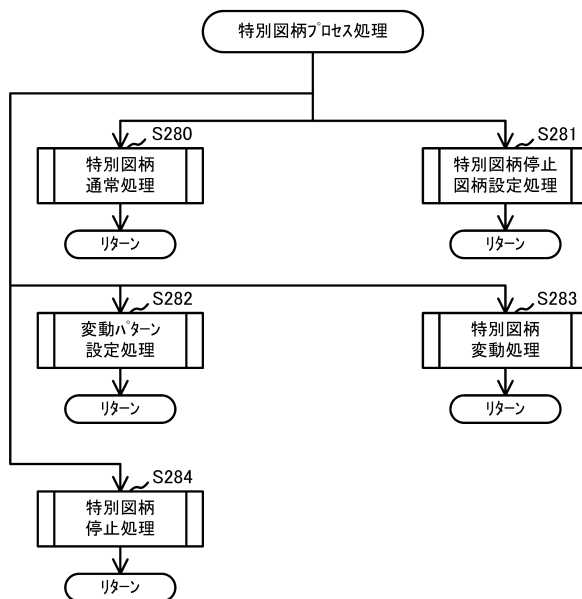 特別図柄プロセス処理
S280
特別図柄
通常処理
リターン
S281
特別図柄停止
図柄設定処理
リターン
S282
変動パターン
設定処理
リターン
S283
特別図柄
変動処理
リターン
S284
特別図柄
停止処理
リターン